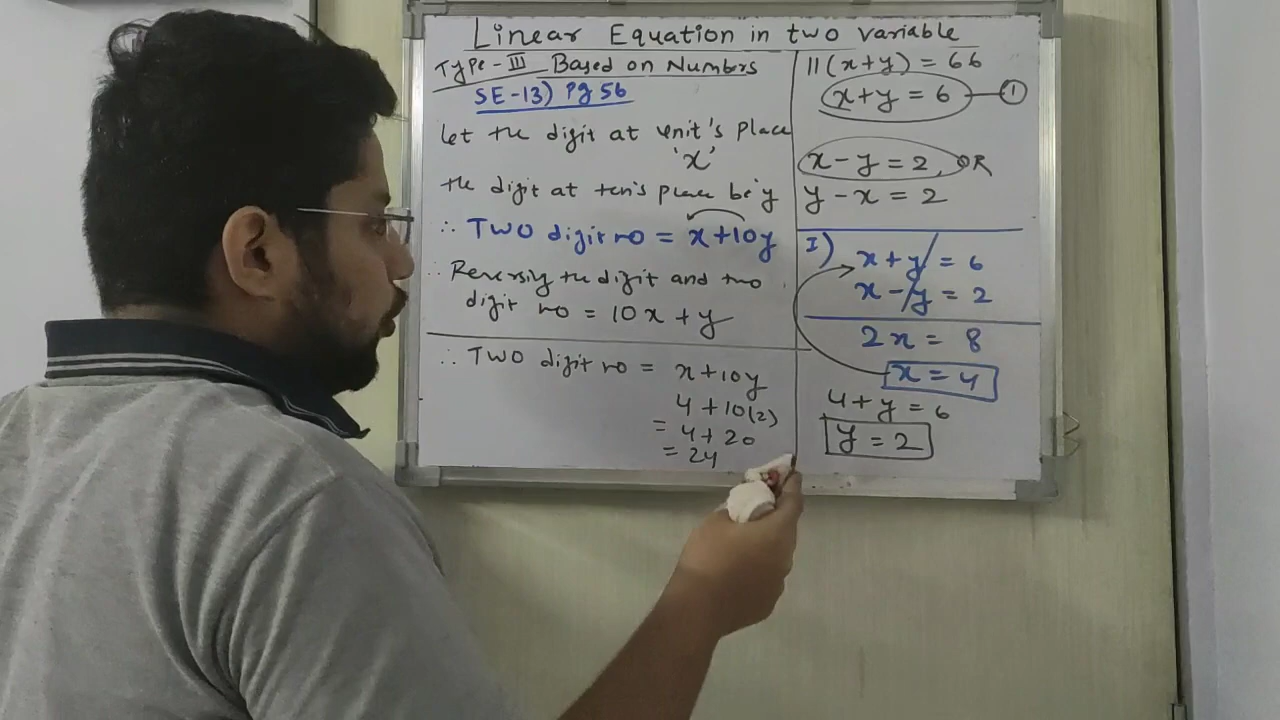 Linear Equation in two variable
Type-III Based on Numbers
SE-13) Pg 56
Let the digit at unit's place
'x'
the digit at ten's place be y
∴ Two digit no = x+10y
∴ Reversing the digit and two
digit no = 10x+y
∴ Two digit no = x+10y
4+10(2)
= 4+20
= 24
11(x+y) = 66
x+y = 6 —①
x-y = 2, OR
y-x = 2
I) x+y = 6
x-y = 2
2x = 8
x = 4
4+y = 6
y = 2